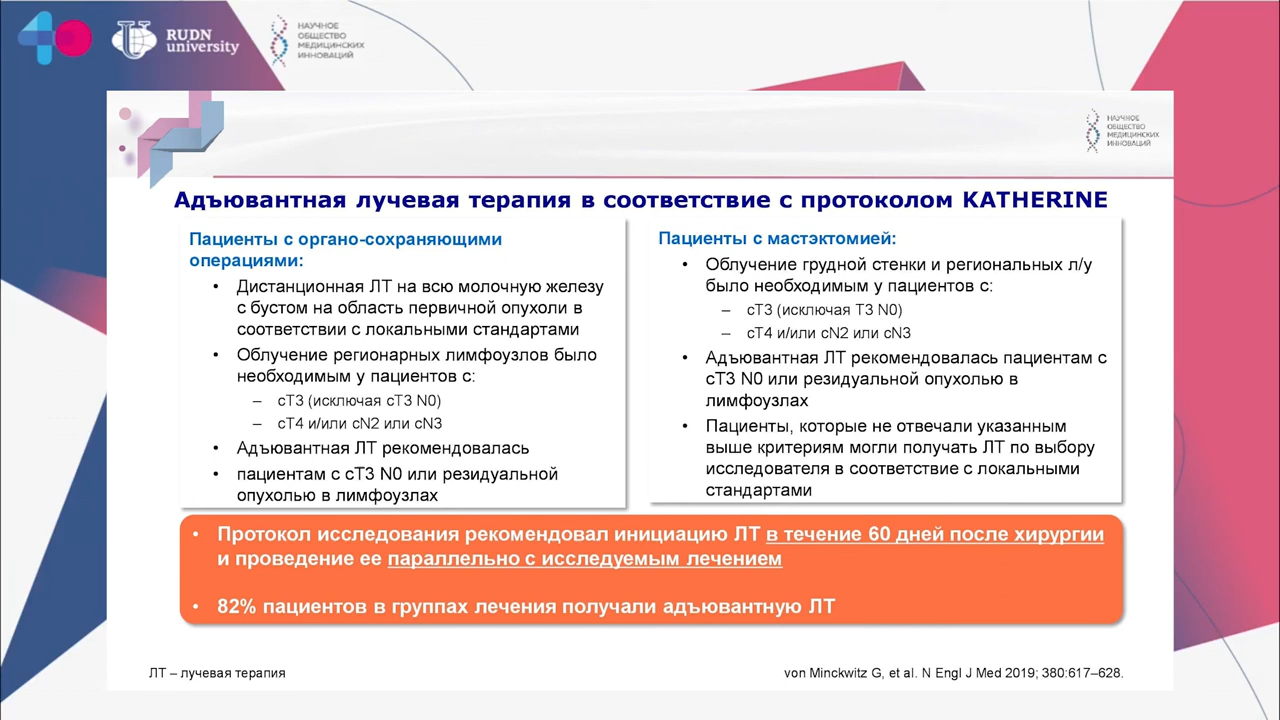 40
RUDN
university
НАУЧНОЕ
ОБЩЕСТВО
МЕДИЦИНСКИХ
ИННОВАЦИЙ
НАУЧНОЕ
ОБЩЕСТВО
МЕДИЦИНСКИХ
ИННОВАЦИЙ
Адъювантная лучевая терапия в соответствие с протоколом KATHERINE
Пациенты с органо-сохраняющими
операциями:
• Дистанционная ЛТ на всю молочную железу
с бустом на область первичной опухоли в
соответствии с локальными стандартами
• Облучение регионарных лимфоузлов было
необходимым у пациентов с:
– cT3 (исключая cT3 N0)
– cT4 и/или cN2 или cN3
• Адъювантная ЛТ рекомендовалась
• пациентам с cT3 N0 или резидуальной
опухолью в лимфоузлах
Пациенты с мастэктомией:
• Облучение грудной стенки и региональных л/у
было необходимым у пациентов с:
– cT3 (исключая T3 N0)
– cT4 и/или cN2 или cN3
• Адъювантная ЛТ рекомендовалась пациентам с
cT3 N0 или резидуальной опухолью в
лимфоузлах
• Пациенты, которые не отвечали указанным
выше критериям могли получать ЛТ по выбору
исследователя в соответствие с локальными
стандартами
• Протокол исследования рекомендовал инициацию ЛТ в течение 60 дней после хирургии
и проведение ее параллельно с исследуемым лечением
• 82% пациентов в группах лечения получали адъювантную ЛТ
ЛТ – лучевая терапия
von Minckwitz G, et al. N Engl J Med 2019; 380:617–628.